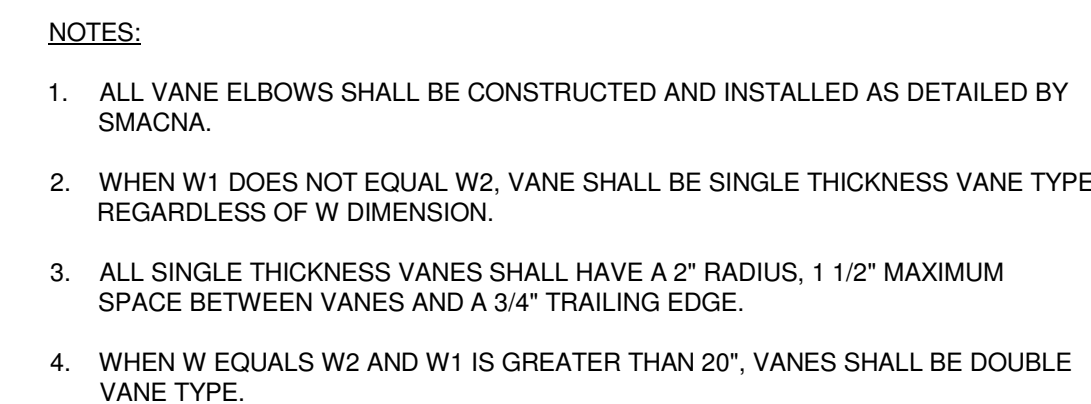 NOTES:
1. ALL VANE ELBOWS SHALL BE CONSTRUCTED AND INSTALLED AS DETAILED BY
SMACNA.
2. WHEN W1 DOES NOT EQUAL W2, VANE SHALL BE SINGLE THICKNESS VANE TYPE
REGARDLESS OF W DIMENSION.
3. ALL SINGLE THICKNESS VANES SHALL HAVE A 2" RADIUS, 1 1/2" MAXIMUM
SPACE BETWEEN VANES AND A 3/4" TRAILING EDGE.
4. WHEN W EQUALS W2 AND W1 IS GREATER THAN 20", VANES SHALL BE DOUBLE
VANE TYPE.